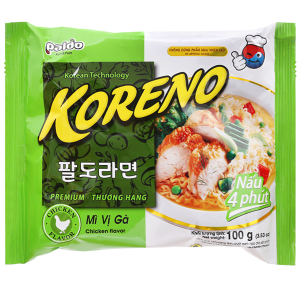 Paldo
Korean Technology
KORENO
팔도라면
PREMIUM - THƯỢNG HẠNG
CHICKEN
FLAVOR
Mì Vị Gà
Chicken flavor
Nấu
4 phút
100 g